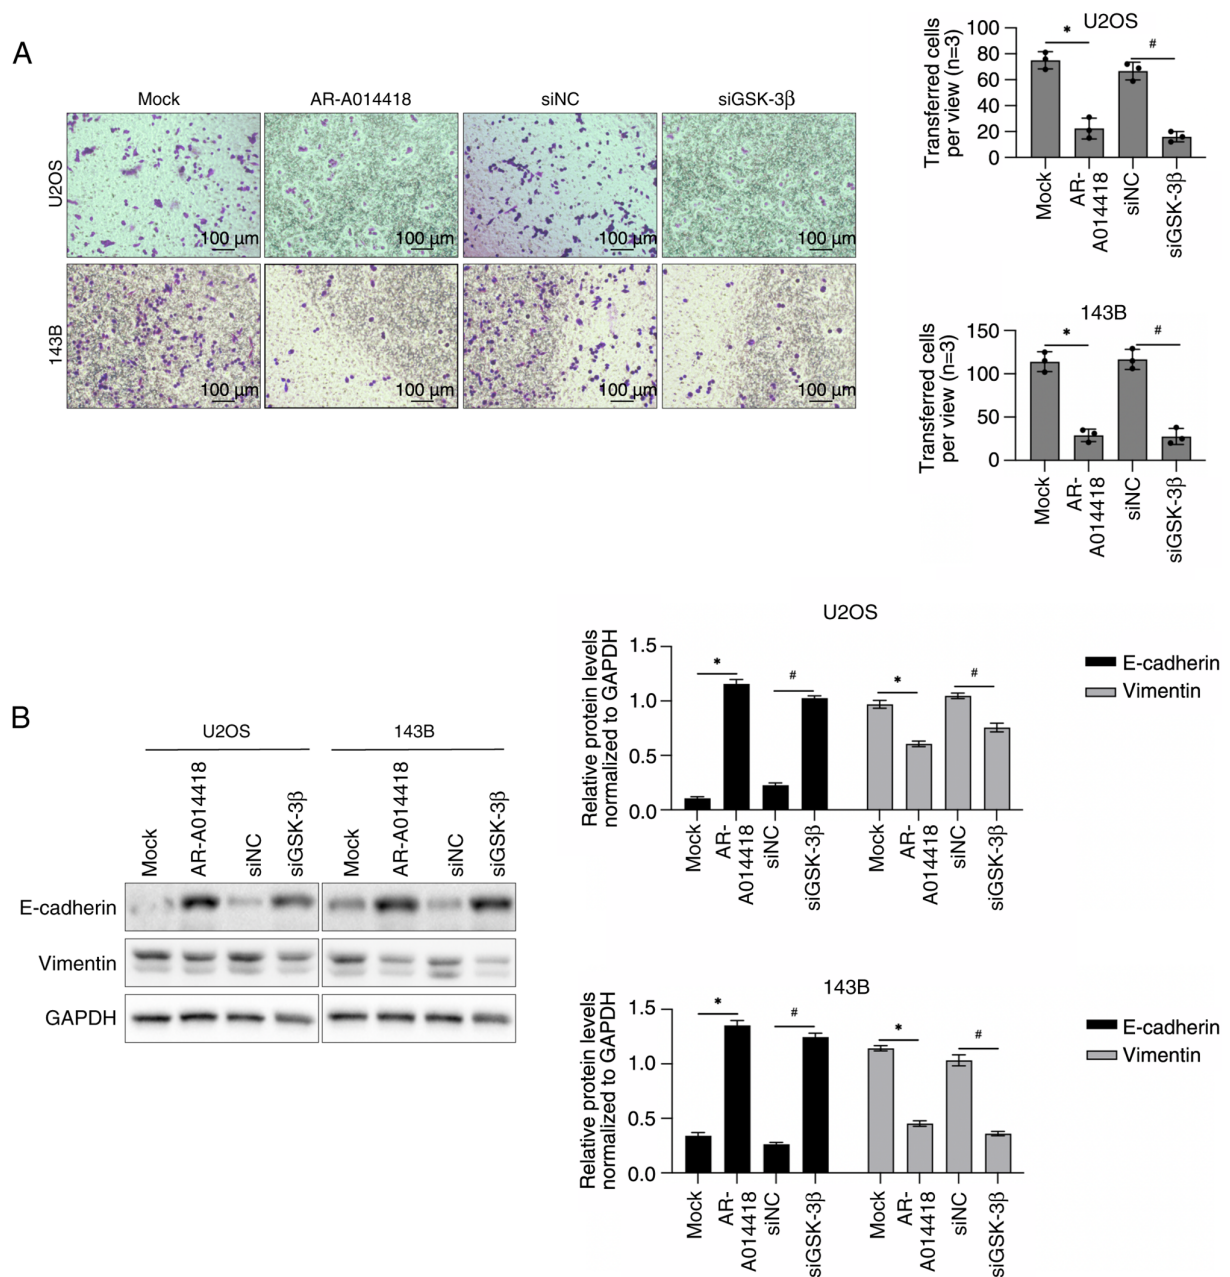 A
Mock
AR-A014418
siNC
siGSK-3β
U2OS
100 μm
100 μm
100 μm
100 μm
143B
100 μm
100 μm
100 μm
100 μm
U2OS
Transferred cells
per view (n=3)
100
80
60
40
20
0
*
#
Mock
AR-
A014418
siNC
siGSK-3β
143B
Transferred cells
per view (n=3)
150
100
50
0
*
#
Mock
AR-
A014418
siNC
siGSK-3β
B
U2OS
143B
Mock
AR-A014418
siNC
siGSK-3β
Mock
AR-A014418
siNC
siGSK-3β
E-cadherin
Vimentin
GAPDH
U2OS
Relative protein levels
normalized to GAPDH
1.5
1.0
0.5
0.0
*
#
*
#
Mock
AR-
A014418
siNC
siGSK-3β
Mock
AR-
A014418
siNC
siGSK-3β
E-cadherin
Vimentin
143B
Relative protein levels
normalized to GAPDH
1.5
1.0
0.5
0.0
*
#
*
#
Mock
AR-
A014418
siNC
siGSK-3β
Mock
AR-
A014418
siNC
siGSK-3β
E-cadherin
Vimentin